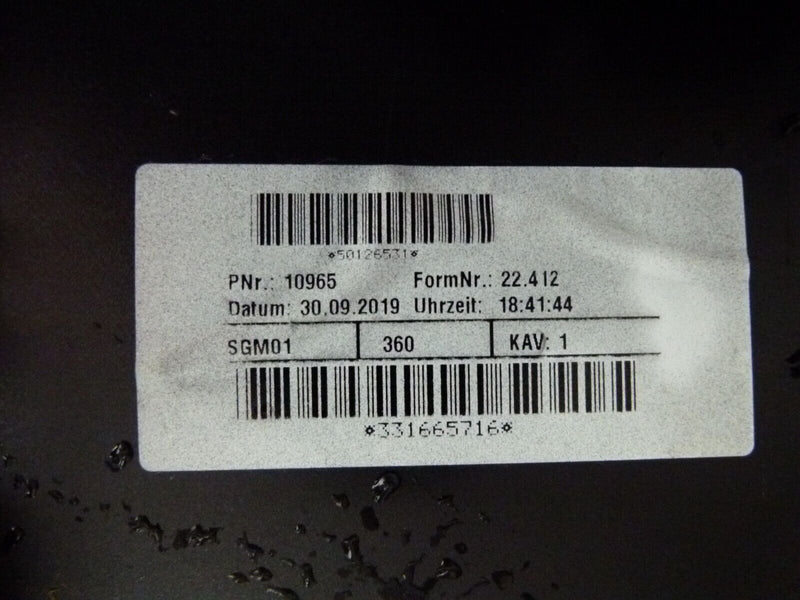 *50126531*
PNr.: 10965 FormNr.: 22.412
Datum: 30.09.2019 Uhrzeit: 18:41:44
SGM01 360 KAV: 1
*331665716*